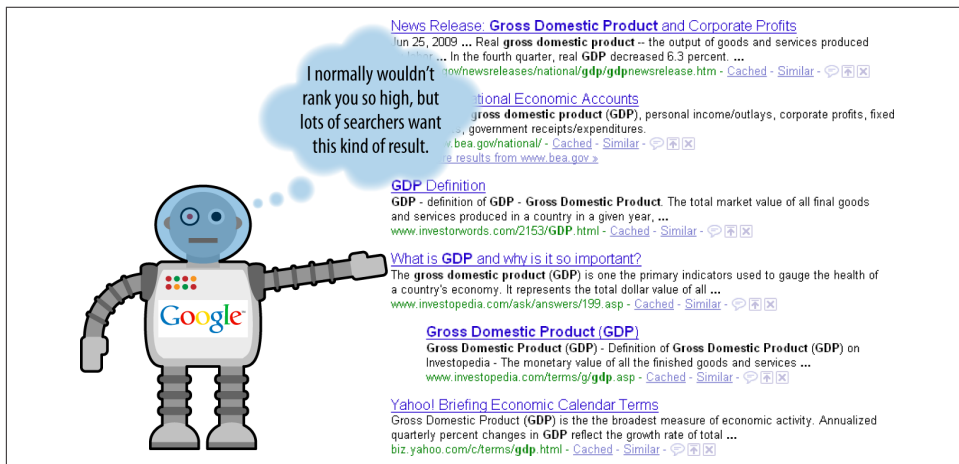 I normally wouldn't
rank you so high, but
lots of searchers want
this kind of result.
Google
News Release: Gross Domestic Product and Corporate Profits
Jun 25, 2009 ... Real gross domestic product -- the output of goods and services produced
... In the fourth quarter, real GDP decreased 6.3 percent. ...
gov/newsreleases/national/gdp/gdpnewsrelease.htm - Cached - Similar -
Economic Accounts
gross domestic product (GDP), personal income/outlays, corporate profits, fixed
, government receipts/expenditures.
.bea.gov/national/ - Cached - Similar -
results from www.bea.gov »
GDP Definition
GDP - definition of GDP - Gross Domestic Product. The total market value of all final goods
and services produced in a country in a given year, ...
www.investorwords.com/2153/GDP.html - Cached - Similar -
What is GDP and why is it so important?
The gross domestic product (GDP) is one the primary indicators used to gauge the health of
a country's economy. It represents the total dollar value of all ...
www.investopedia.com/ask/answers/199.asp - Cached - Similar -
Gross Domestic Product (GDP)
Gross Domestic Product (GDP) - Definition of Gross Domestic Product (GDP) on
Investopedia - The monetary value of all the finished goods and services ...
www.investopedia.com/terms/g/gdp.asp - Cached - Similar -
Yahoo! Briefing Economic Calendar Terms
Gross Domestic Product (GDP) is the the broadest measure of economic activity. Annualized
quarterly percent changes in GDP reflect the growth rate of total ...
biz.yahoo.com/c/terms/gdp.html - Cached - Similar -